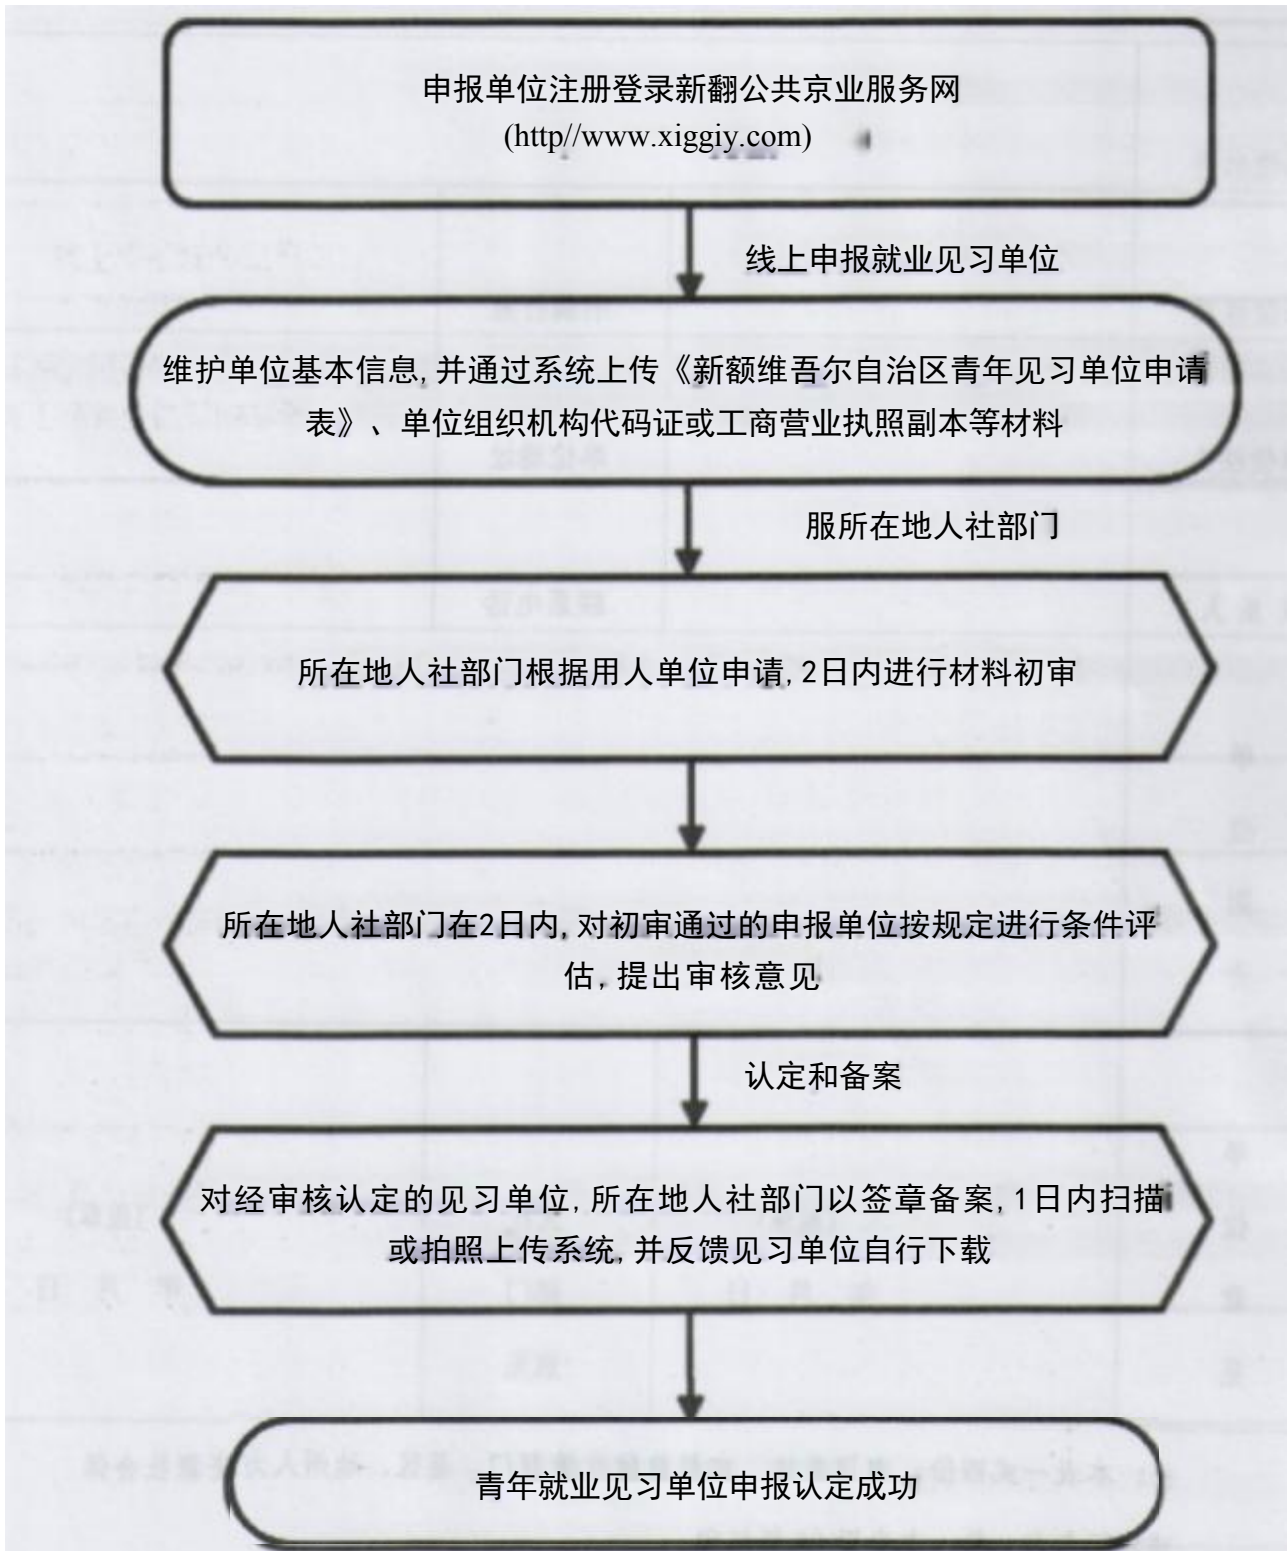 申报单位注册登录新翻公共京业服务网
(http//www.xiggiy.com)
线上申报就业见习单位
维护单位基本信息,并通过系统上传《新额维吾尔自治区青年见习单位申请
表》、单位组织机构代码证或工商营业执照副本等材料
服所在地人社部门
所在地人社部门根据用人单位申请,2日内进行材料初审
所在地人社部门在2日内,对初审通过的申报单位按规定进行条件评
估,提出审核意见
认定和备案
对经审核认定的见习单位,所在地人社部门以签章备案,1日内扫描
或拍照上传系统,并反馈见习单位自行下载
青年就业见习单位申报认定成功